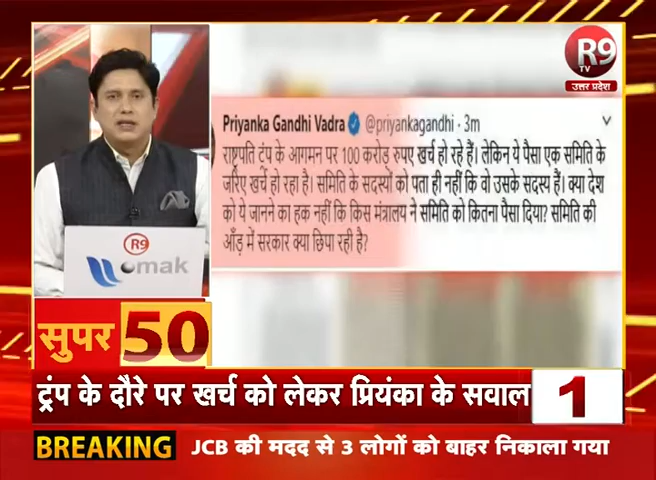 R9
TV
उत्तर प्रदेश
Priyanka Gandhi Vadra @priyankagandhi · 3m
राष्ट्रपति ट्रंप के आगमन पर 100 करोड़ रुपए खर्च हो रहे हैं। लेकिन ये पैसा एक समिति के
जरिए खर्च हो रहा है। समिति के सदस्यों को पता ही नहीं कि वो उसके सदस्य हैं। क्या देश
को ये जानने का हक नहीं कि किस मंत्रालय ने समिति को कितना पैसा दिया? समिति की
आँड़ में सरकार क्या छिपा रही है?
R9
omak
सुपर 50
ट्रंप के दौरे पर खर्च को लेकर प्रियंका के सवाल 1
BREAKING JCB की मदद से 3 लोगों को बाहर निकाला गया